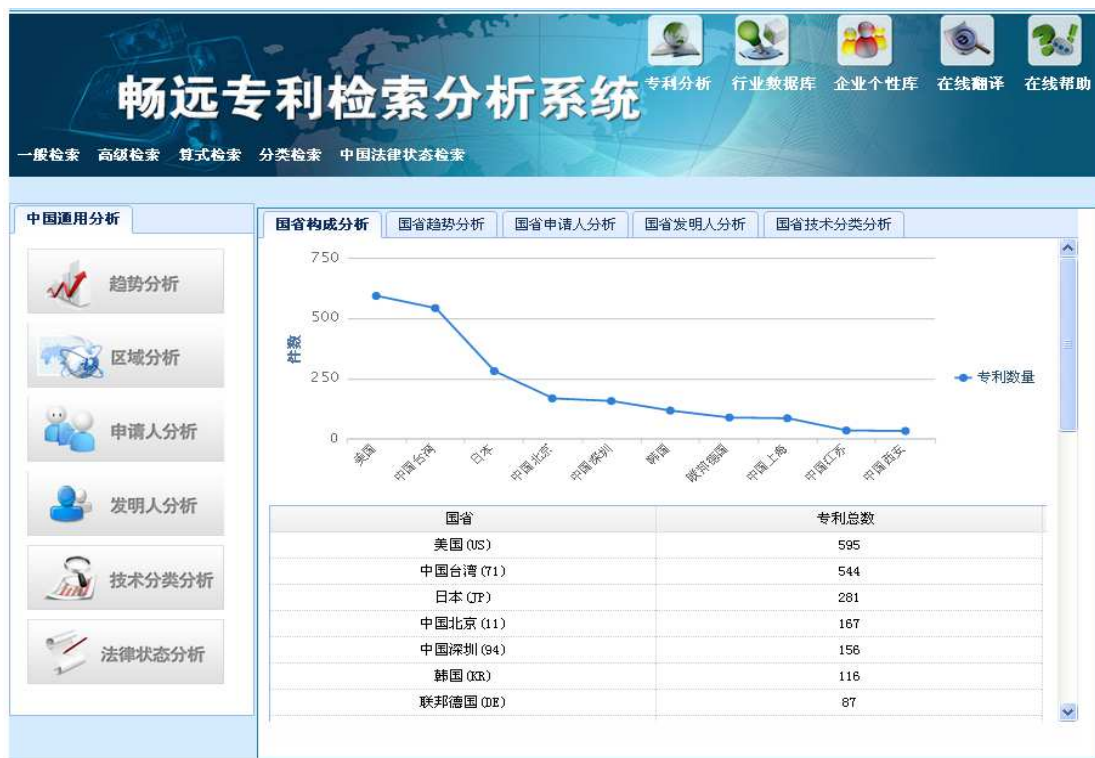 专利分析 行业数据库 企业个性库 在线翻译 在线帮助
畅远专利检索分析系统
一般检索 高级检索 算式检索 分类检索 中国法律状态检索
中国通用分析
趋势分析
区域分析
申请人分析
发明人分析
技术分类分析
法律状态分析
国省构成分析 国省趋势分析 国省申请人分析 国省发明人分析 国省技术分类分析
750
500
250
0
件数
专利数量
美国 中国台湾 日本 中国北京 中国深圳 韩国 联邦德国 中国上海 中国江苏 中国西安
国省 专利总数
美国(US) 595
中国台湾(71) 544
日本(JP) 281
中国北京(11) 167
中国深圳(94) 156
韩国(KR) 116
联邦德国(DE) 87